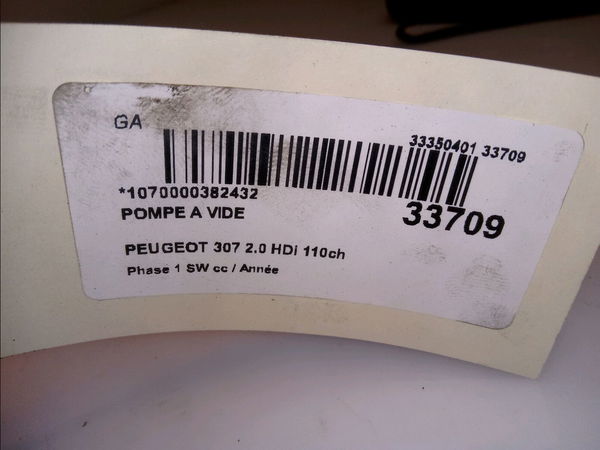 GA
33350401 33709
*1070000382432
33709
POMPE A VIDE
PEUGEOT 307 2.0 HDi 110ch
Phase 1 SW cc / Année